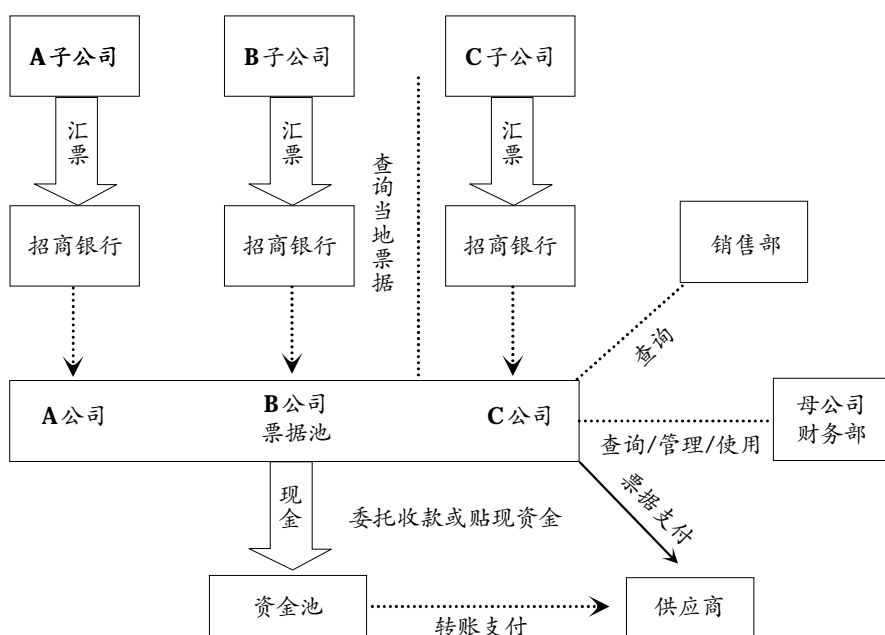 A子公司
B子公司
C子公司
汇票
汇票
汇票
查询当地票据
招商银行
招商银行
招商银行
销售部
查询
A公司
B公司
票据池
C公司
母公司
财务部
查询/管理/使用
现金
委托收款或贴现资金
票据支付
资金池
转账支付
供应商